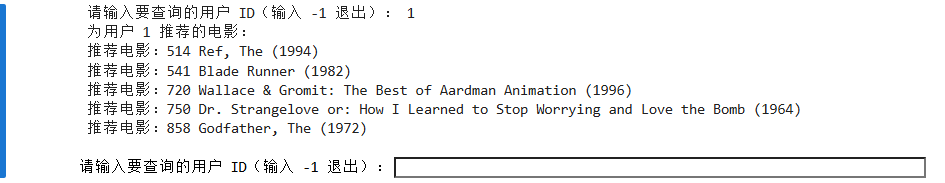 请输入要查询的用户 ID（输入 -1 退出）： 1
为用户 1 推荐的电影：
推荐电影：514 Ref, The (1994)
推荐电影：541 Blade Runner (1982)
推荐电影：720 Wallace & Gromit: The Best of Aardman Animation (1996)
推荐电影：750 Dr. Strangelove or: How I Learned to Stop Worrying and Love the Bomb (1964)
推荐电影：858 Godfather, The (1972)
请输入要查询的用户 ID（输入 -1 退出）：